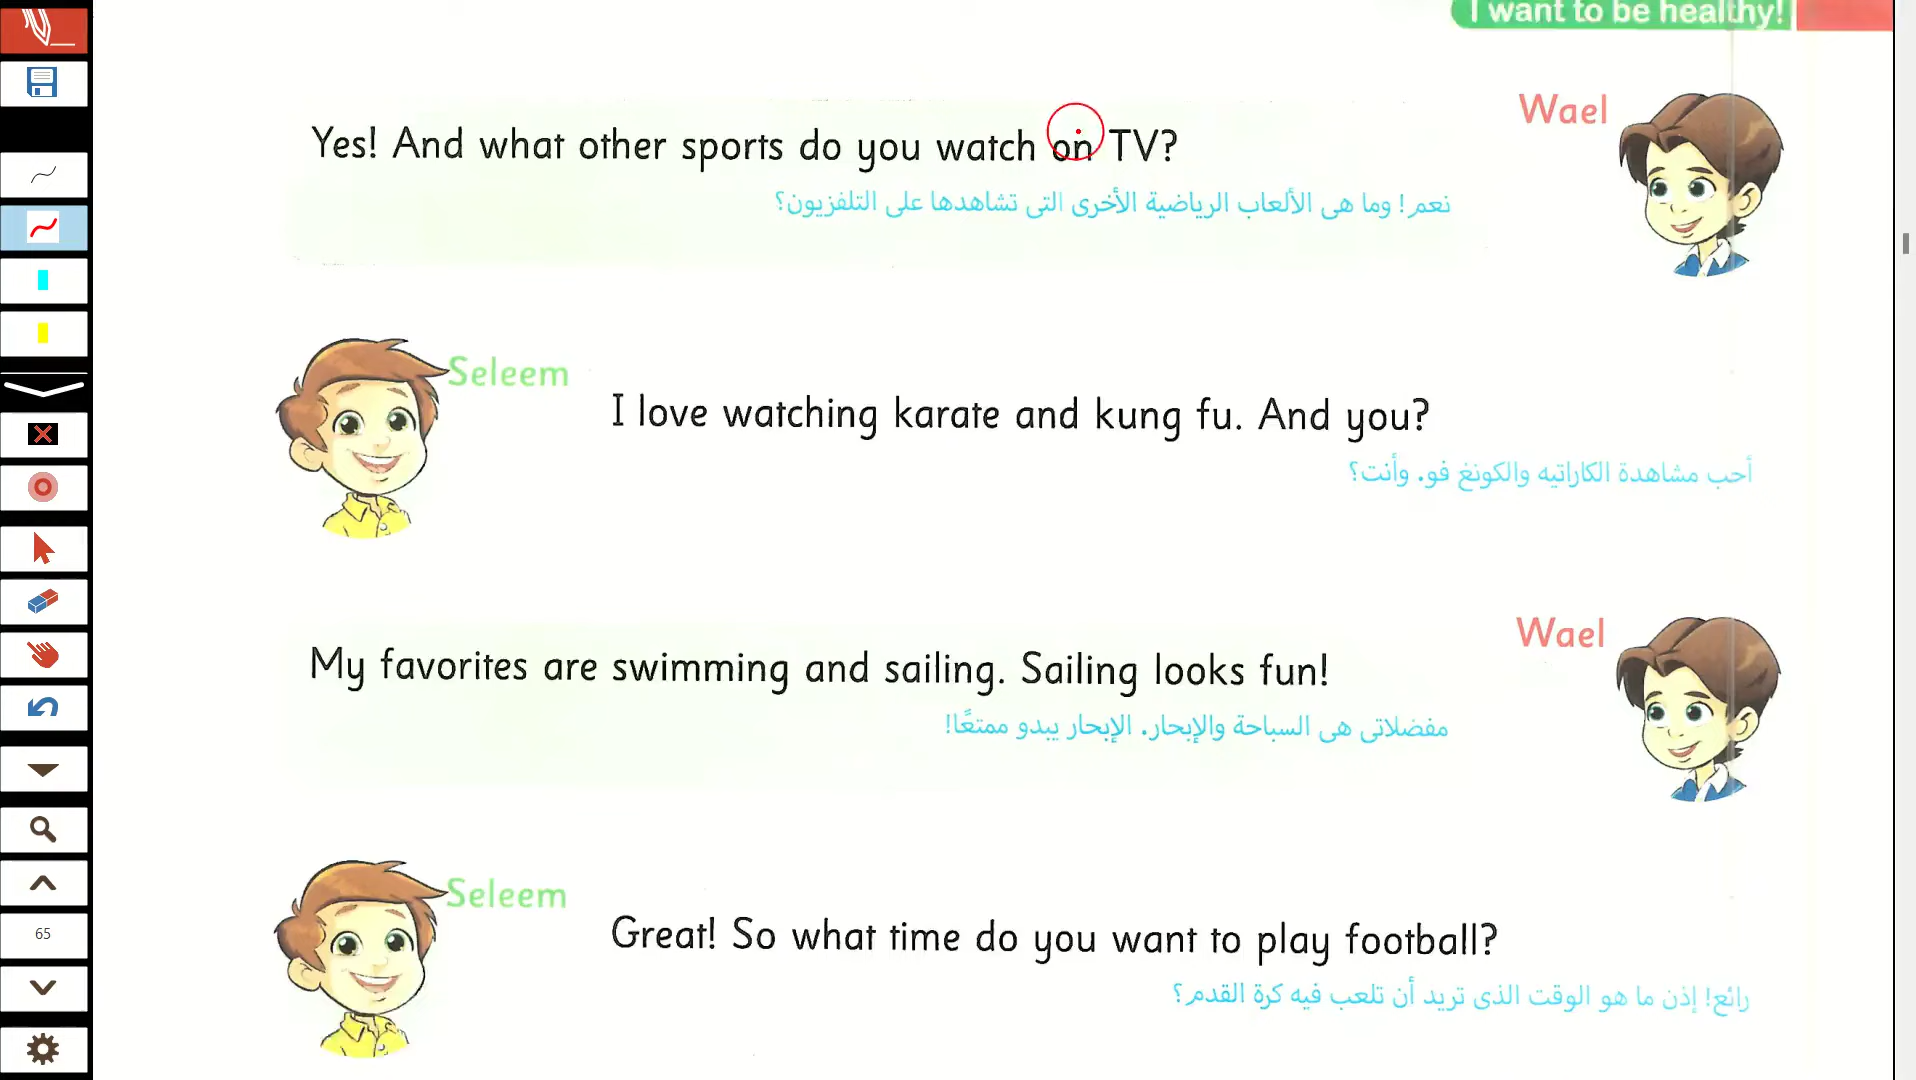 I want to be healthy!
Wael
Yes! And what other sports do you watch on TV?
نعم! وما هى الألعاب الرياضية الأخرى التى تشاهدها على التلفزيون؟
Seleem
I love watching karate and kung fu. And you?
أحب مشاهدة الكاراتيه والكونغ فو. وأنت؟
Wael
My favorites are swimming and sailing. Sailing looks fun!
مفضلاتى هى السباحة والإبحار. الإبحار يبدو ممتعًا!
Seleem
Great! So what time do you want to play football?
رائع! إذن ما هو الوقت الذى تريد أن تلعب فيه كرة القدم؟
65